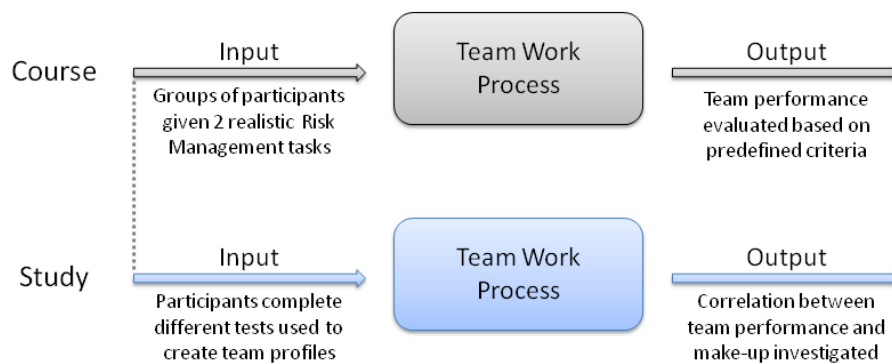 Course
Input
Groups of participants
given 2 realistic Risk
Management tasks
Team Work
Process
Output
Team performance
evaluated based on
predefined criteria
Study
Input
Participants complete
different tests used to
create team profiles
Team Work
Process
Output
Correlation between
team performance and
make-up investigated